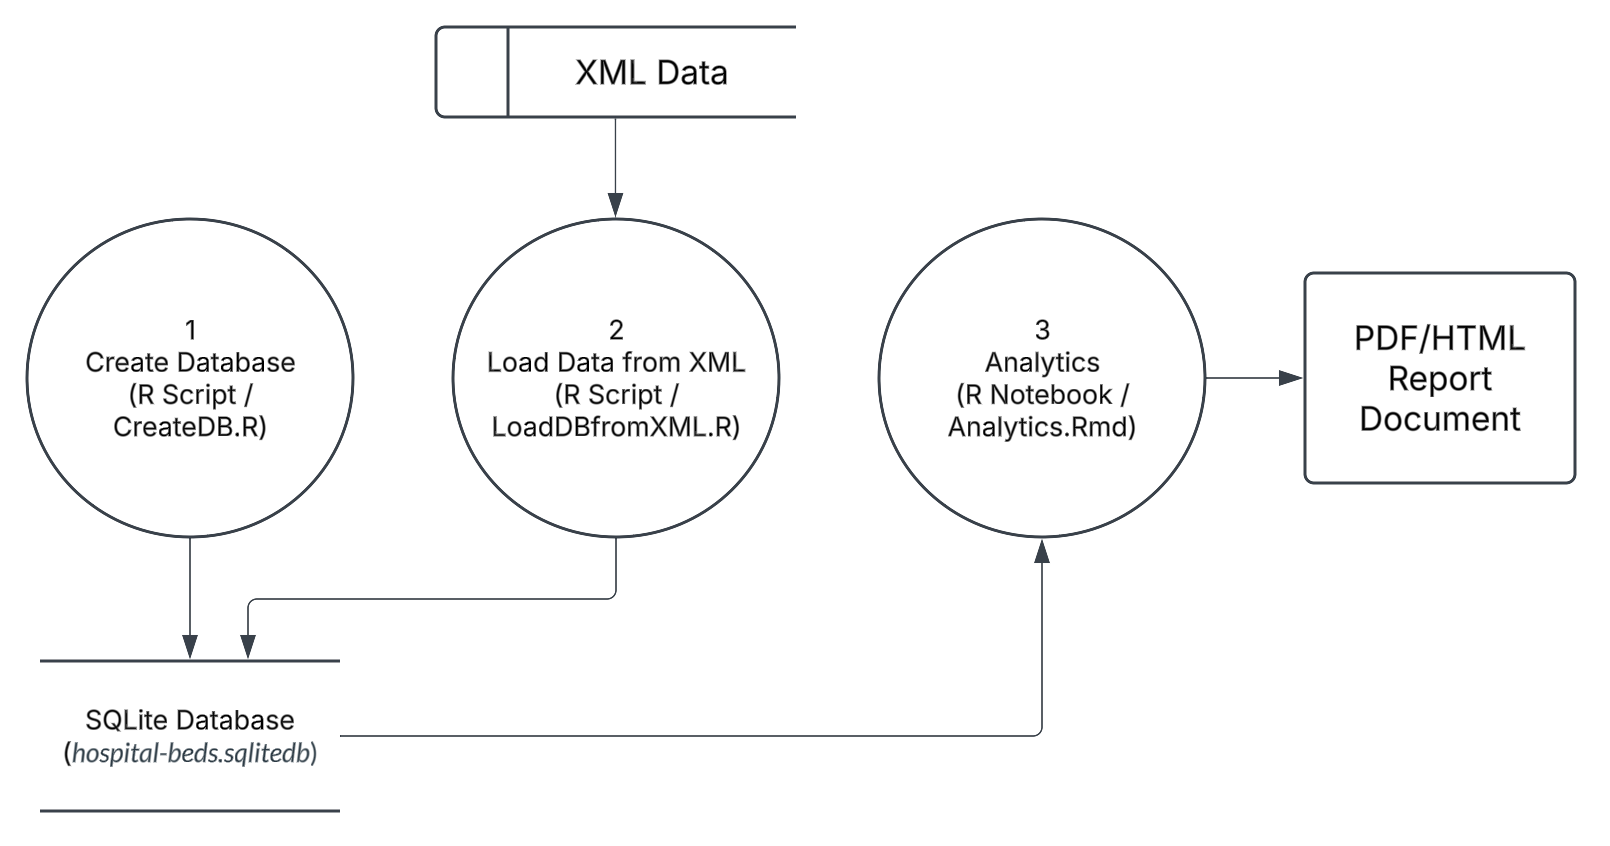 XML Data
1
Create Database
(R Script /
CreateDB.R)
2
Load Data from XML
(R Script /
LoadDBfromXML.R)
3
Analytics
(R Notebook /
Analytics.Rmd)
PDF/HTML
Report
Document
SQLite Database
(hospital-beds.sqlitedb)